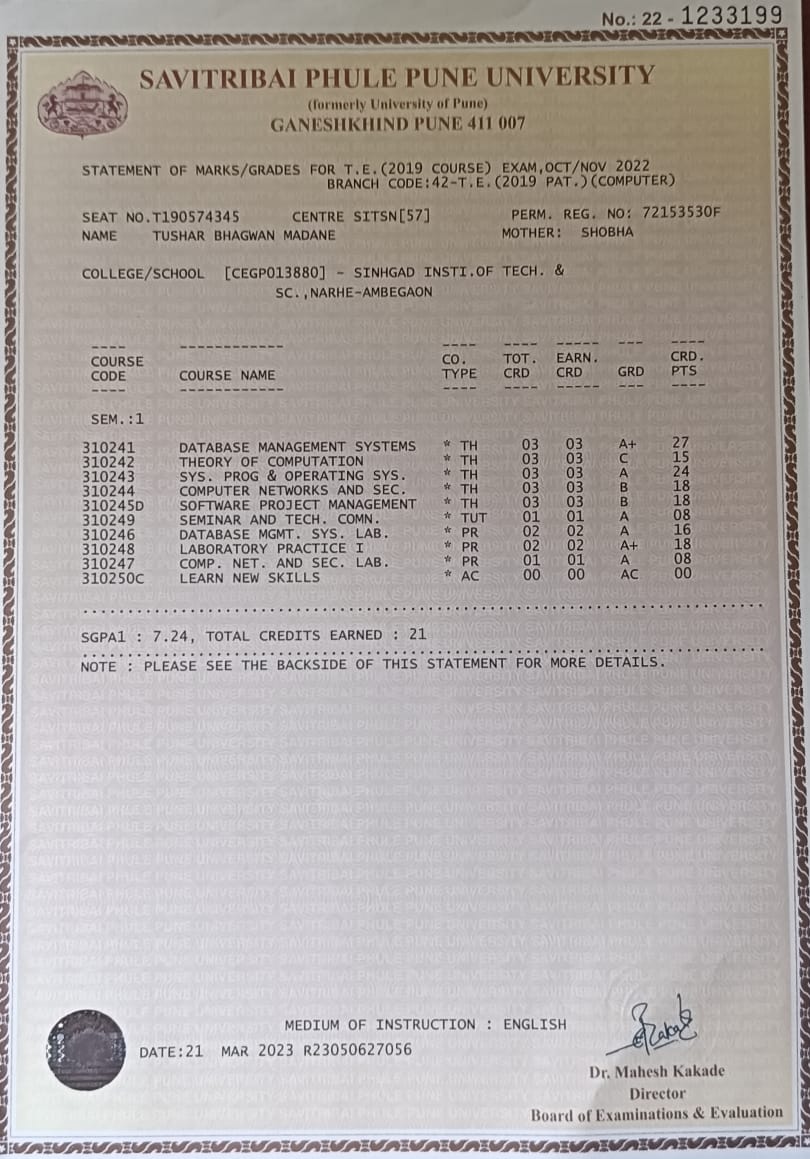 No.: 22 - 1233199
SAVITRIBAI PHULE PUNE UNIVERSITY
(formerly University of Pune)
GANESHKHIND PUNE 411 007
STATEMENT OF MARKS/GRADES FOR T.E.(2019 COURSE) EXAM,OCT/NOV 2022
BRANCH CODE:42-T.E.(2019 PAT.)(COMPUTER)
SEAT NO.T190574345 CENTRE SITSN[57] PERM. REG. NO: 72153530F
NAME TUSHAR BHAGWAN MADANE MOTHER: SHOBHA
COLLEGE/SCHOOL [CEGP013880] - SINHGAD INSTI.OF TECH. &
SC.,NARHE-AMBEGAON
COURSE CO. TOT. EARN. CRD.
CODE COURSE NAME TYPE CRD CRD GRD PTS
SEM.:1
310241 DATABASE MANAGEMENT SYSTEMS * TH 03 03 A+ 27
310242 THEORY OF COMPUTATION * TH 03 03 C 15
310243 SYS. PROG & OPERATING SYS. * TH 03 03 A 24
310244 COMPUTER NETWORKS AND SEC. * TH 03 03 B 18
310245D SOFTWARE PROJECT MANAGEMENT * TH 03 03 B 18
310249 SEMINAR AND TECH. COMN. * TUT 01 01 A 08
310246 DATABASE MGMT. SYS. LAB. * PR 02 02 A 16
310248 LABORATORY PRACTICE I * PR 02 02 A+ 18
310247 COMP. NET. AND SEC. LAB. * PR 01 01 A 08
310250C LEARN NEW SKILLS * AC 00 00 AC 00
SGPA1 : 7.24, TOTAL CREDITS EARNED : 21
NOTE : PLEASE SEE THE BACKSIDE OF THIS STATEMENT FOR MORE DETAILS.
MEDIUM OF INSTRUCTION : ENGLISH
DATE:21 MAR 2023 R23050627056
Dr. Mahesh Kakade
Director
Board of Examinations & Evaluation